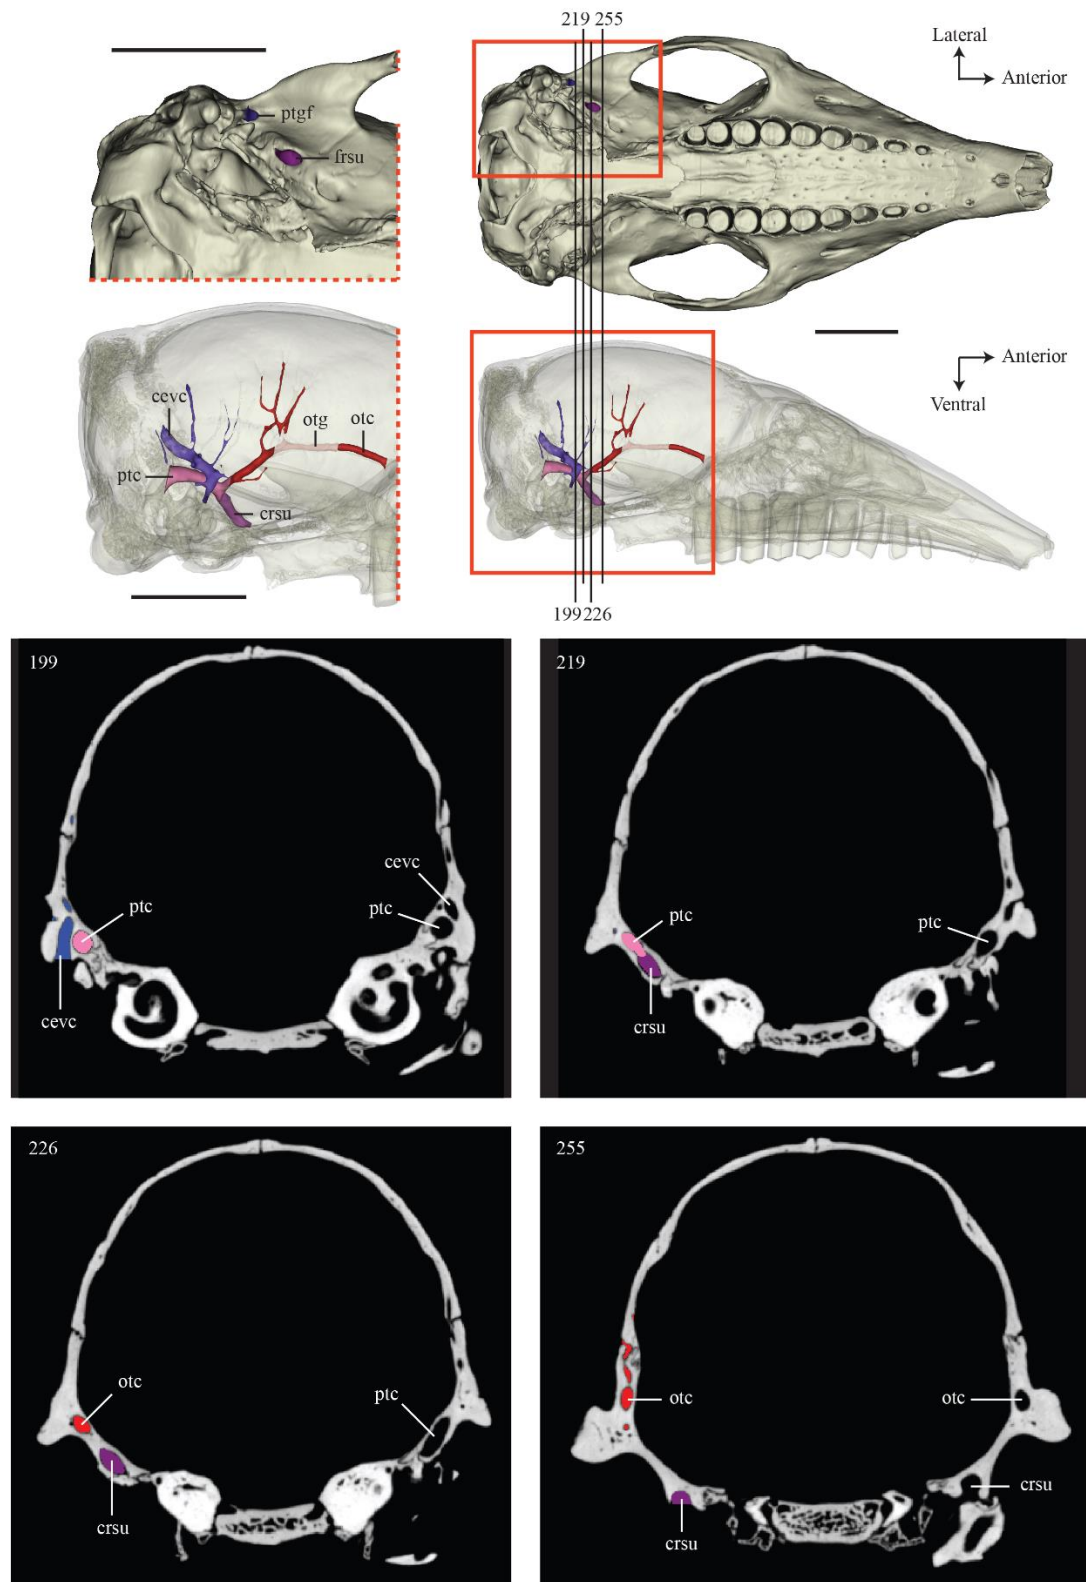 219 255
Lateral
Anterior
ptgf
frsu
Anterior
Ventral
cevc
otg
otc
ptc
crsu
199 226
199
cevc
ptc
ptc
cevc
219
ptc
ptc
crsu
226
otc
ptc
crsu
255
otc
otc
crsu
crsu